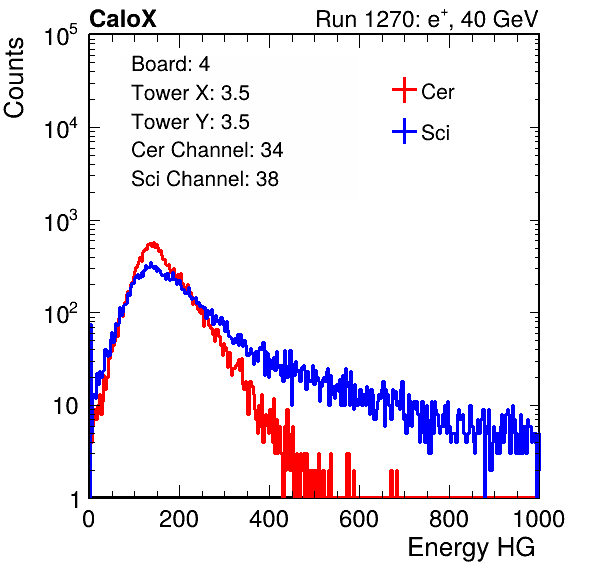 CaloX Run 1270: e⁺, 40 GeV
Board: 4
Tower X: 3.5
Tower Y: 3.5
Cer Channel: 34
Sci Channel: 38
Cer
Sci
Counts
10⁵
10⁴
10³
10²
10
1
0 200 400 600 800 1000
Energy HG